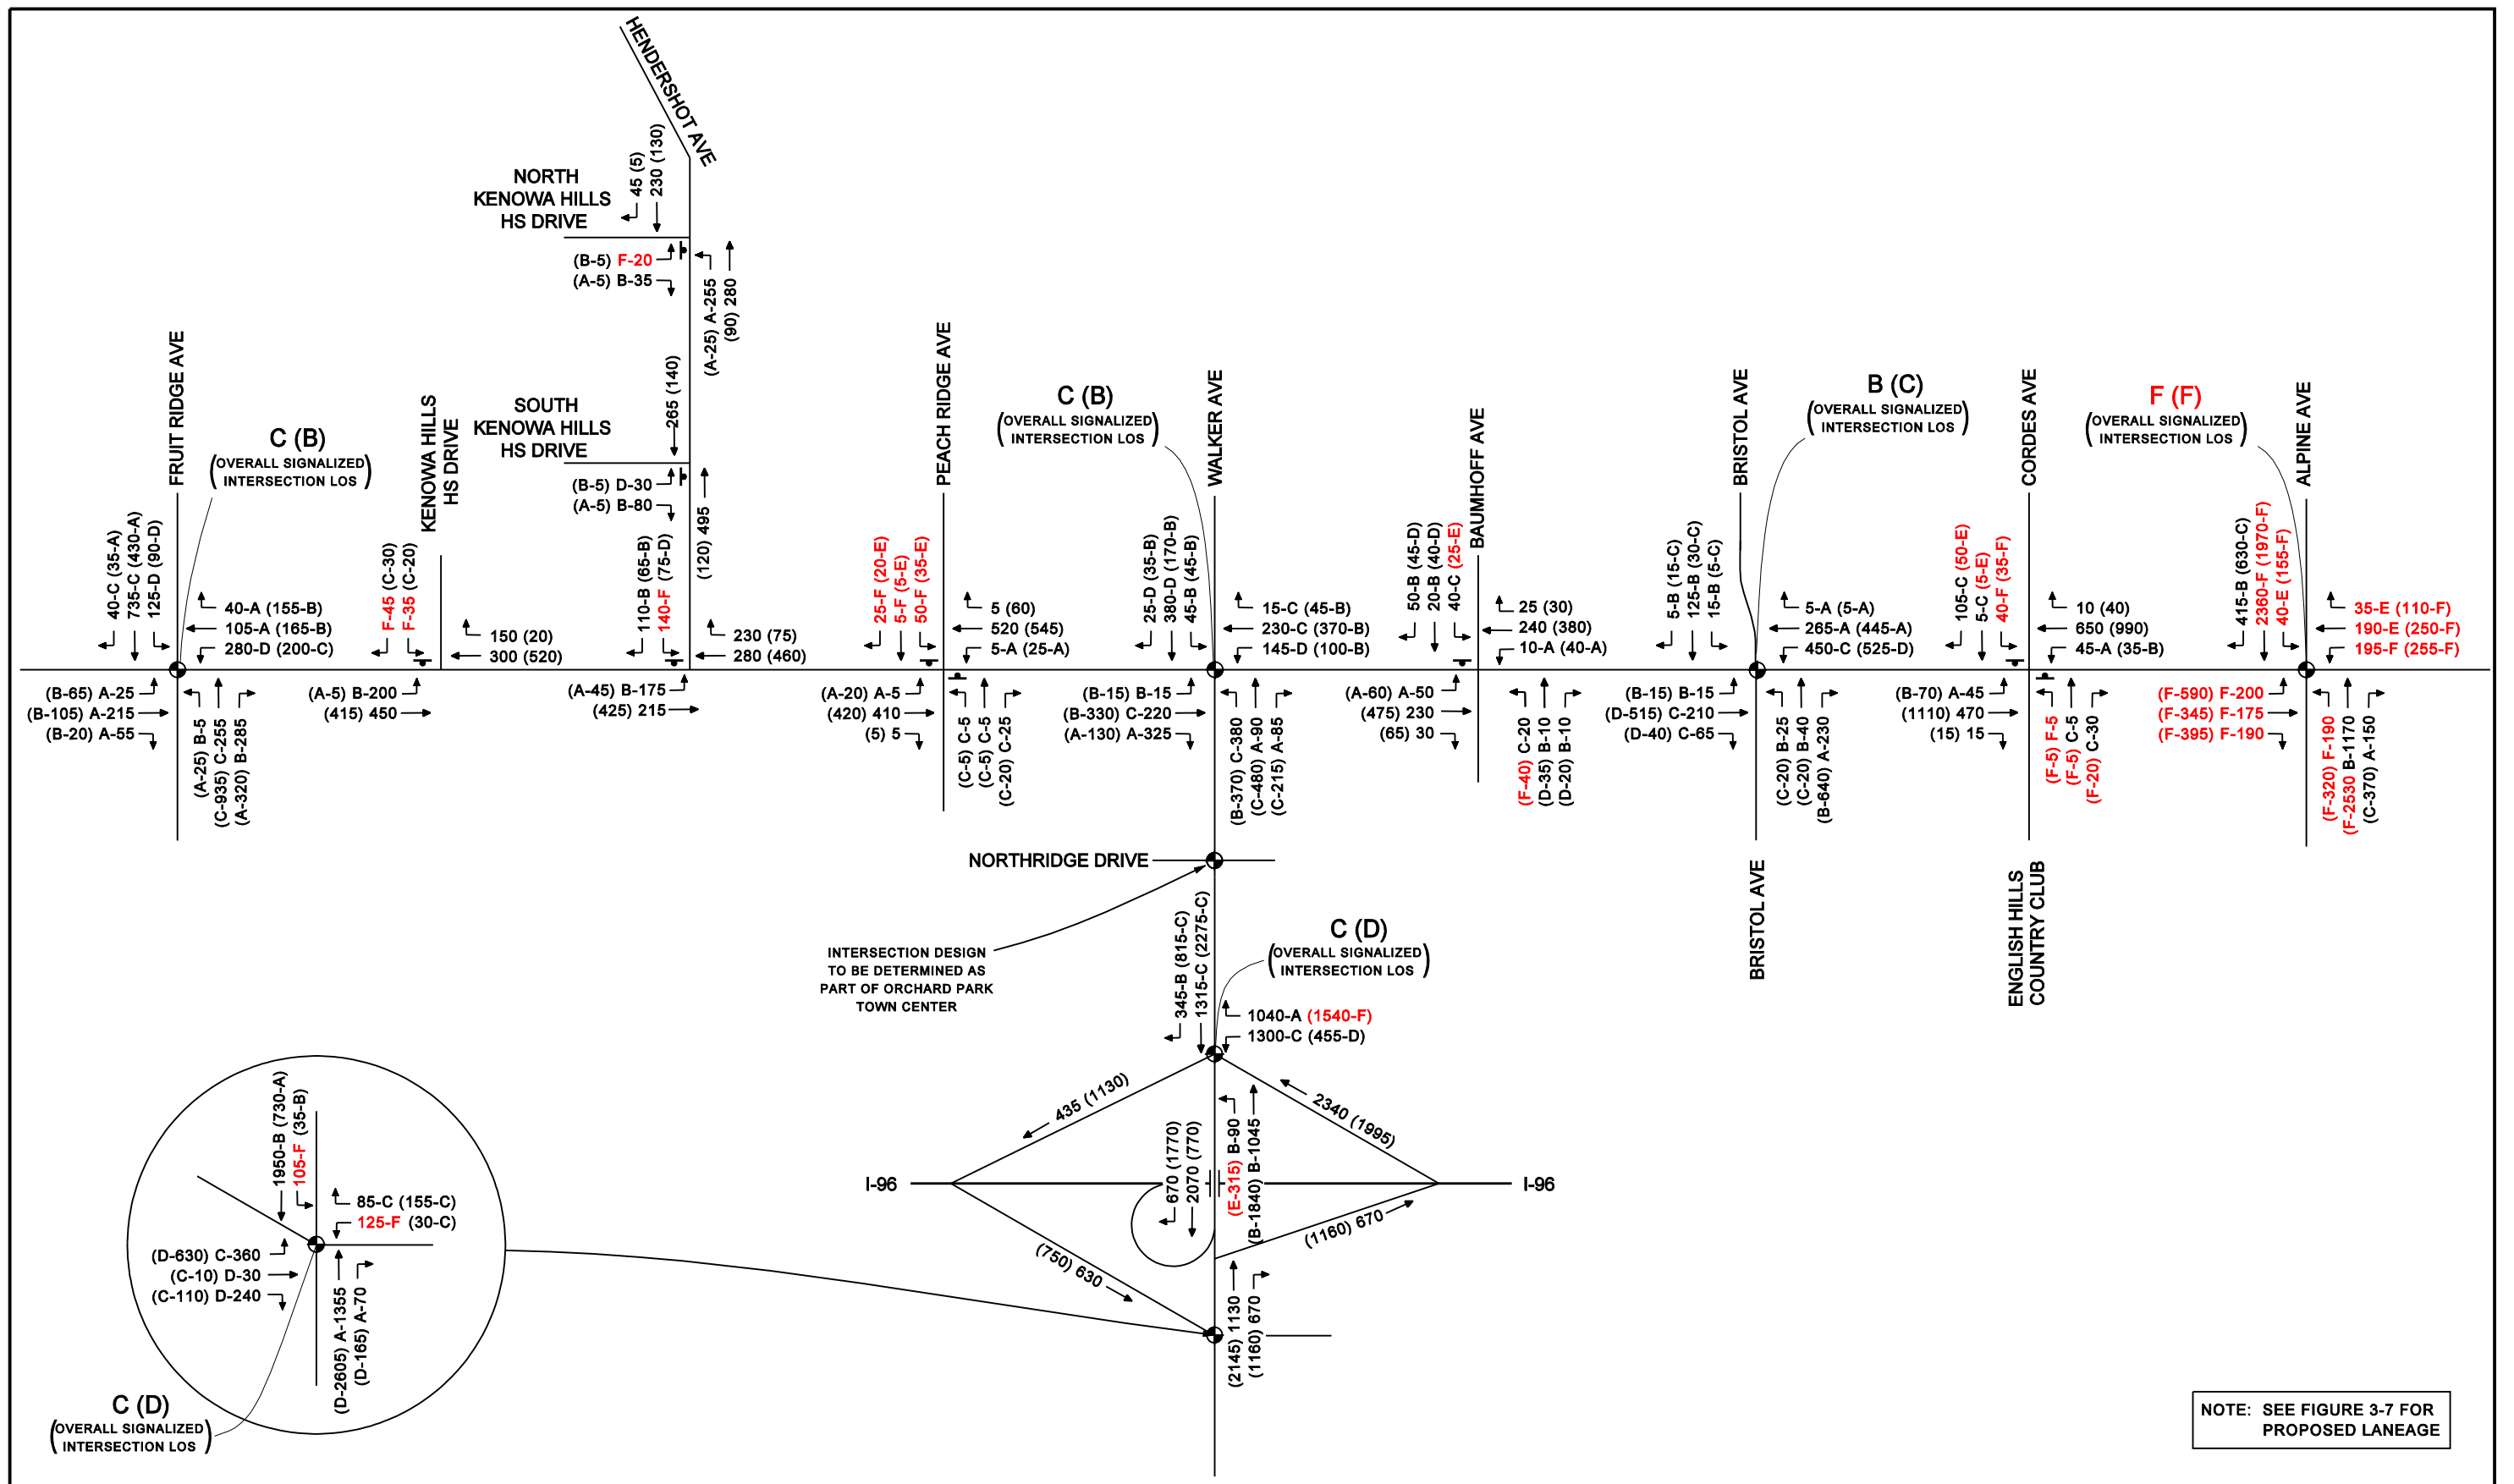 HENDERSHOT AVE
45 (5)
230 (130)
NORTH
KENOWA HILLS
HS DRIVE
(B-5) F-20
(A-5) B-35
(A-25) A-255
(90) 280
265 (140)
SOUTH
KENOWA HILLS
HS DRIVE
(B-5) D-30
(A-5) B-80
(120) 495
110-B (65-B)
140-F (75-D)
230 (75)
280 (460)
(A-45) B-175
(425) 215
FRUIT RIDGE AVE
C (B)
(OVERALL SIGNALIZED
INTERSECTION LOS)
40-C (35-A)
735-C (430-A)
125-D (90-D)
40-A (155-B)
105-A (165-B)
280-D (200-C)
(B-65) A-25
(B-105) A-215
(B-20) A-55
(A-25) B-5
(C-935) C-255
(A-320) B-285
KENOWA HILLS
HS DRIVE
F-45 (C-30)
F-35 (C-20)
150 (20)
300 (520)
(A-5) B-200
(415) 450
PEACH RIDGE AVE
25-F (20-E)
5-F (5-E)
50-F (35-E)
5 (60)
520 (545)
5-A (25-A)
(A-20) A-5
(420) 410
(5) 5
(C-5) C-5
(C-5) C-5
(C-20) C-25
C (B)
(OVERALL SIGNALIZED
INTERSECTION LOS)
WALKER AVE
25-D (35-B)
380-D (170-B)
45-B (45-B)
15-C (45-B)
230-C (370-B)
145-D (100-B)
(B-15) B-15
(B-330) C-220
(A-130) A-325
(B-370) C-380
(C-480) A-90
(C-215) A-85
BAUMHOFF AVE
50-B (45-D)
20-B (40-D)
40-C (25-E)
25 (30)
240 (380)
10-A (40-A)
(A-60) A-50
(475) 230
(65) 30
(F-40) C-20
(D-35) B-10
(D-20) B-10
BRISTOL AVE
B (C)
(OVERALL SIGNALIZED
INTERSECTION LOS)
5-B (15-C)
125-B (30-C)
15-B (5-C)
5-A (5-A)
265-A (445-A)
450-C (525-D)
(B-15) B-15
(D-515) C-210
(D-40) C-65
(C-20) B-25
(C-20) B-40
(B-640) A-230
BRISTOL AVE
CORDES AVE
105-C (50-E)
5-C (5-E)
40-F (35-F)
10 (40)
650 (990)
45-A (35-B)
(B-70) A-45
(1110) 470
(15) 15
(F-5) F-5
(F-5) C-5
(F-20) C-30
ENGLISH HILLS
COUNTRY CLUB
F (F)
(OVERALL SIGNALIZED
INTERSECTION LOS)
ALPINE AVE
415-B (630-C)
2360-F (1970-F)
40-E (155-F)
35-E (110-F)
190-E (250-F)
195-F (255-F)
(F-590) F-200
(F-345) F-175
(F-395) F-190
(F-320) F-190
(F-2530 B-1170
(C-370) A-150
NORTHRIDGE DRIVE
INTERSECTION DESIGN
TO BE DETERMINED AS
PART OF ORCHARD PARK
TOWN CENTER
345-B (815-C)
1315-C (2275-C)
C (D)
(OVERALL SIGNALIZED
INTERSECTION LOS)
1040-A (1540-F)
1300-C (455-D)
435 (1130)
2340 (1995)
I-96
670 (1770)
2070 (770)
(E-315) B-90
(B-1840) B-1045
I-96
(750) 630
(1160) 670
(2145) 1130
(1160) 670
1950-B (730-A)
105-F (35-B)
85-C (155-C)
125-F (30-C)
(D-630) C-360
(C-10) D-30
(C-110) D-240
(D-2605) A-1355
(D-165) A-70
C (D)
(OVERALL SIGNALIZED
INTERSECTION LOS)
NOTE: SEE FIGURE 3-7 FOR
PROPOSED LANEAGE